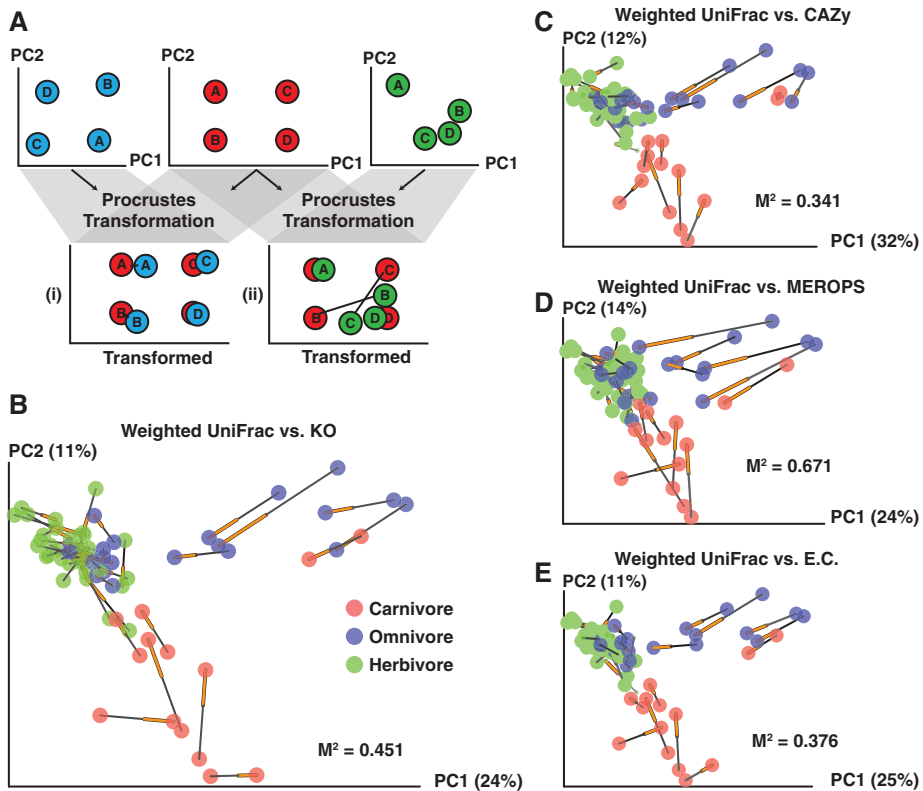 A
PC2
D
B
C
A
PC1
PC2
A
C
B
D
PC1
PC2
A
B
C
D
PC1
Procrustes
Transformation
Procrustes
Transformation
(i)
A
A
C
C
B
B
D
Transformed
(ii)
A
C
B
B
C
D
D
Transformed
B
Weighted UniFrac vs. KO
PC2 (11%)
Carnivore
Omnivore
Herbivore
M² = 0.451
PC1 (24%)
C
Weighted UniFrac vs. CAZy
PC2 (12%)
M² = 0.341
PC1 (32%)
D
Weighted UniFrac vs. MEROPS
PC2 (14%)
M² = 0.671
PC1 (24%)
E
Weighted UniFrac vs. E.C.
PC2 (11%)
M² = 0.376
PC1 (25%)